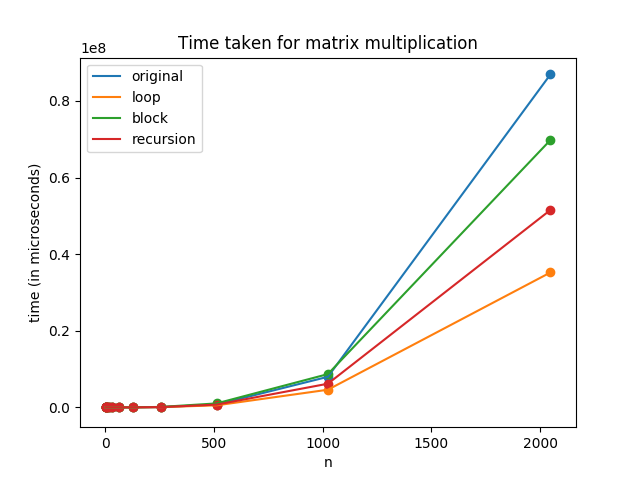 Time taken for matrix multiplication
1e8
original
loop
block
recursion
0.8
0.6
0.4
0.2
0.0
time (in microseconds)
0 500 1000 1500 2000
n